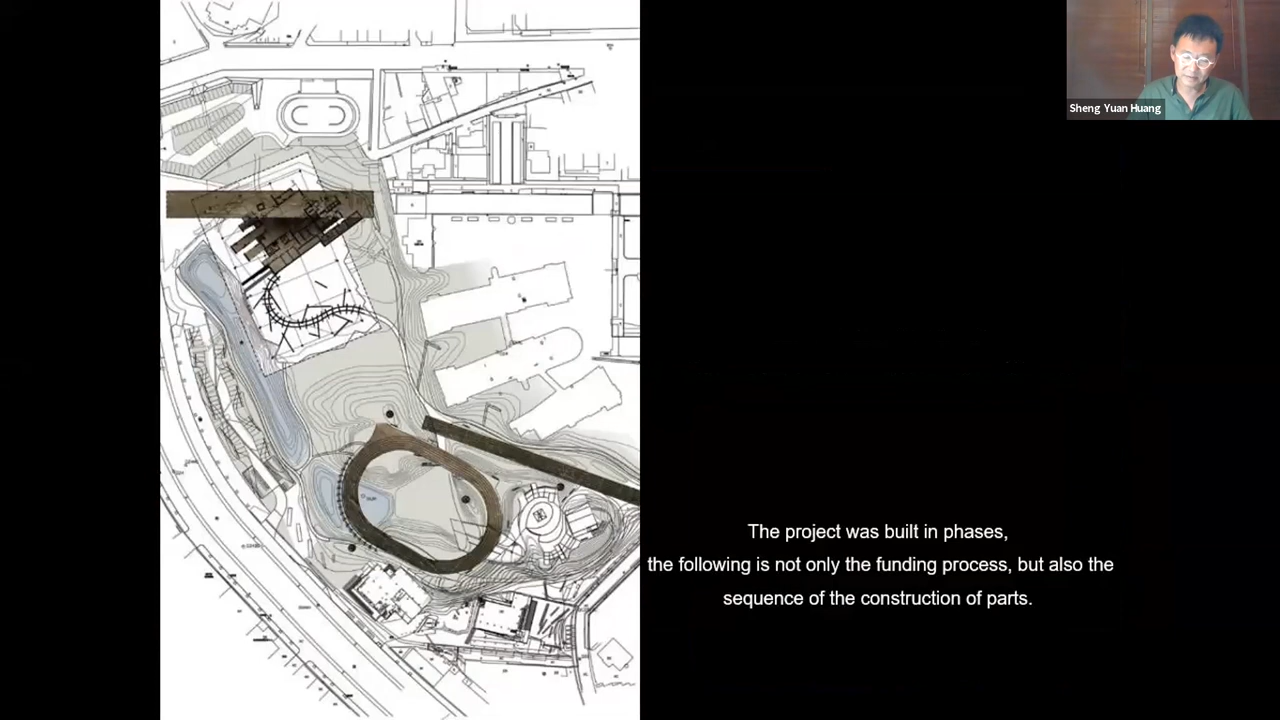 Sheng Yuan Huang
The project was built in phases,
the following is not only the funding process, but also the
sequence of the construction of parts.